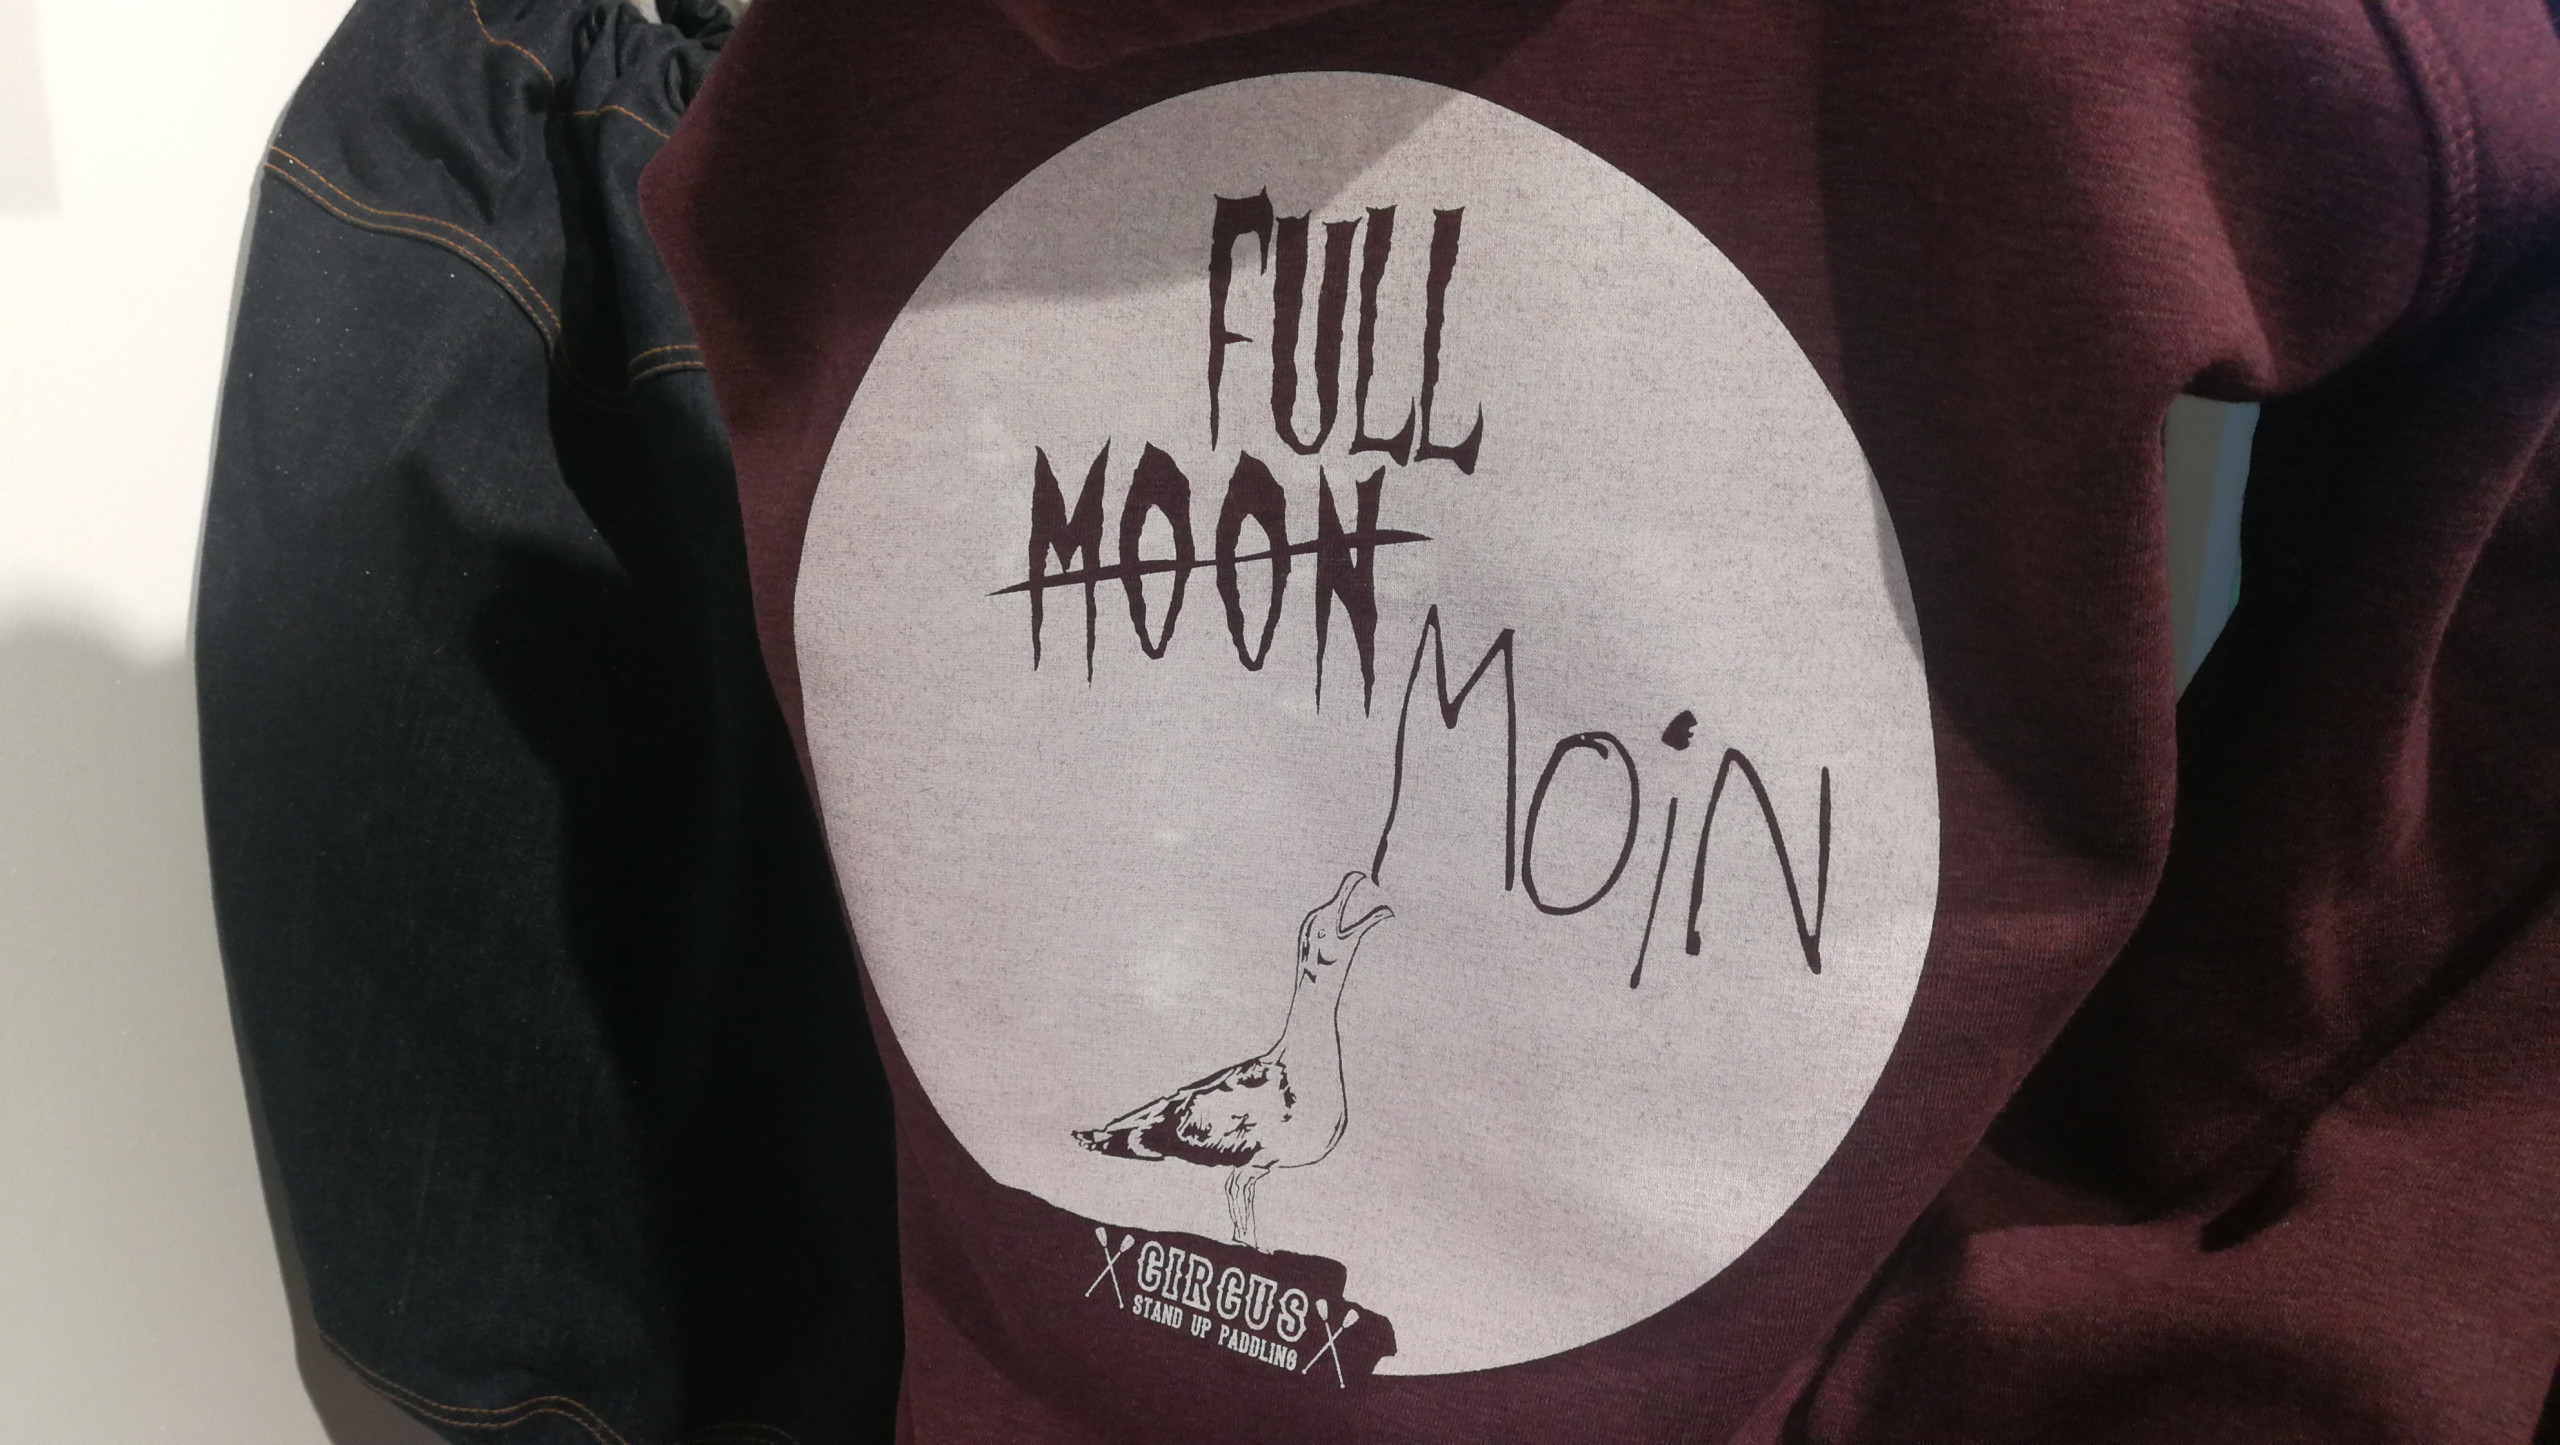 FULL
MOON
MOiN
CIRCUS
STAND UP PADDLING